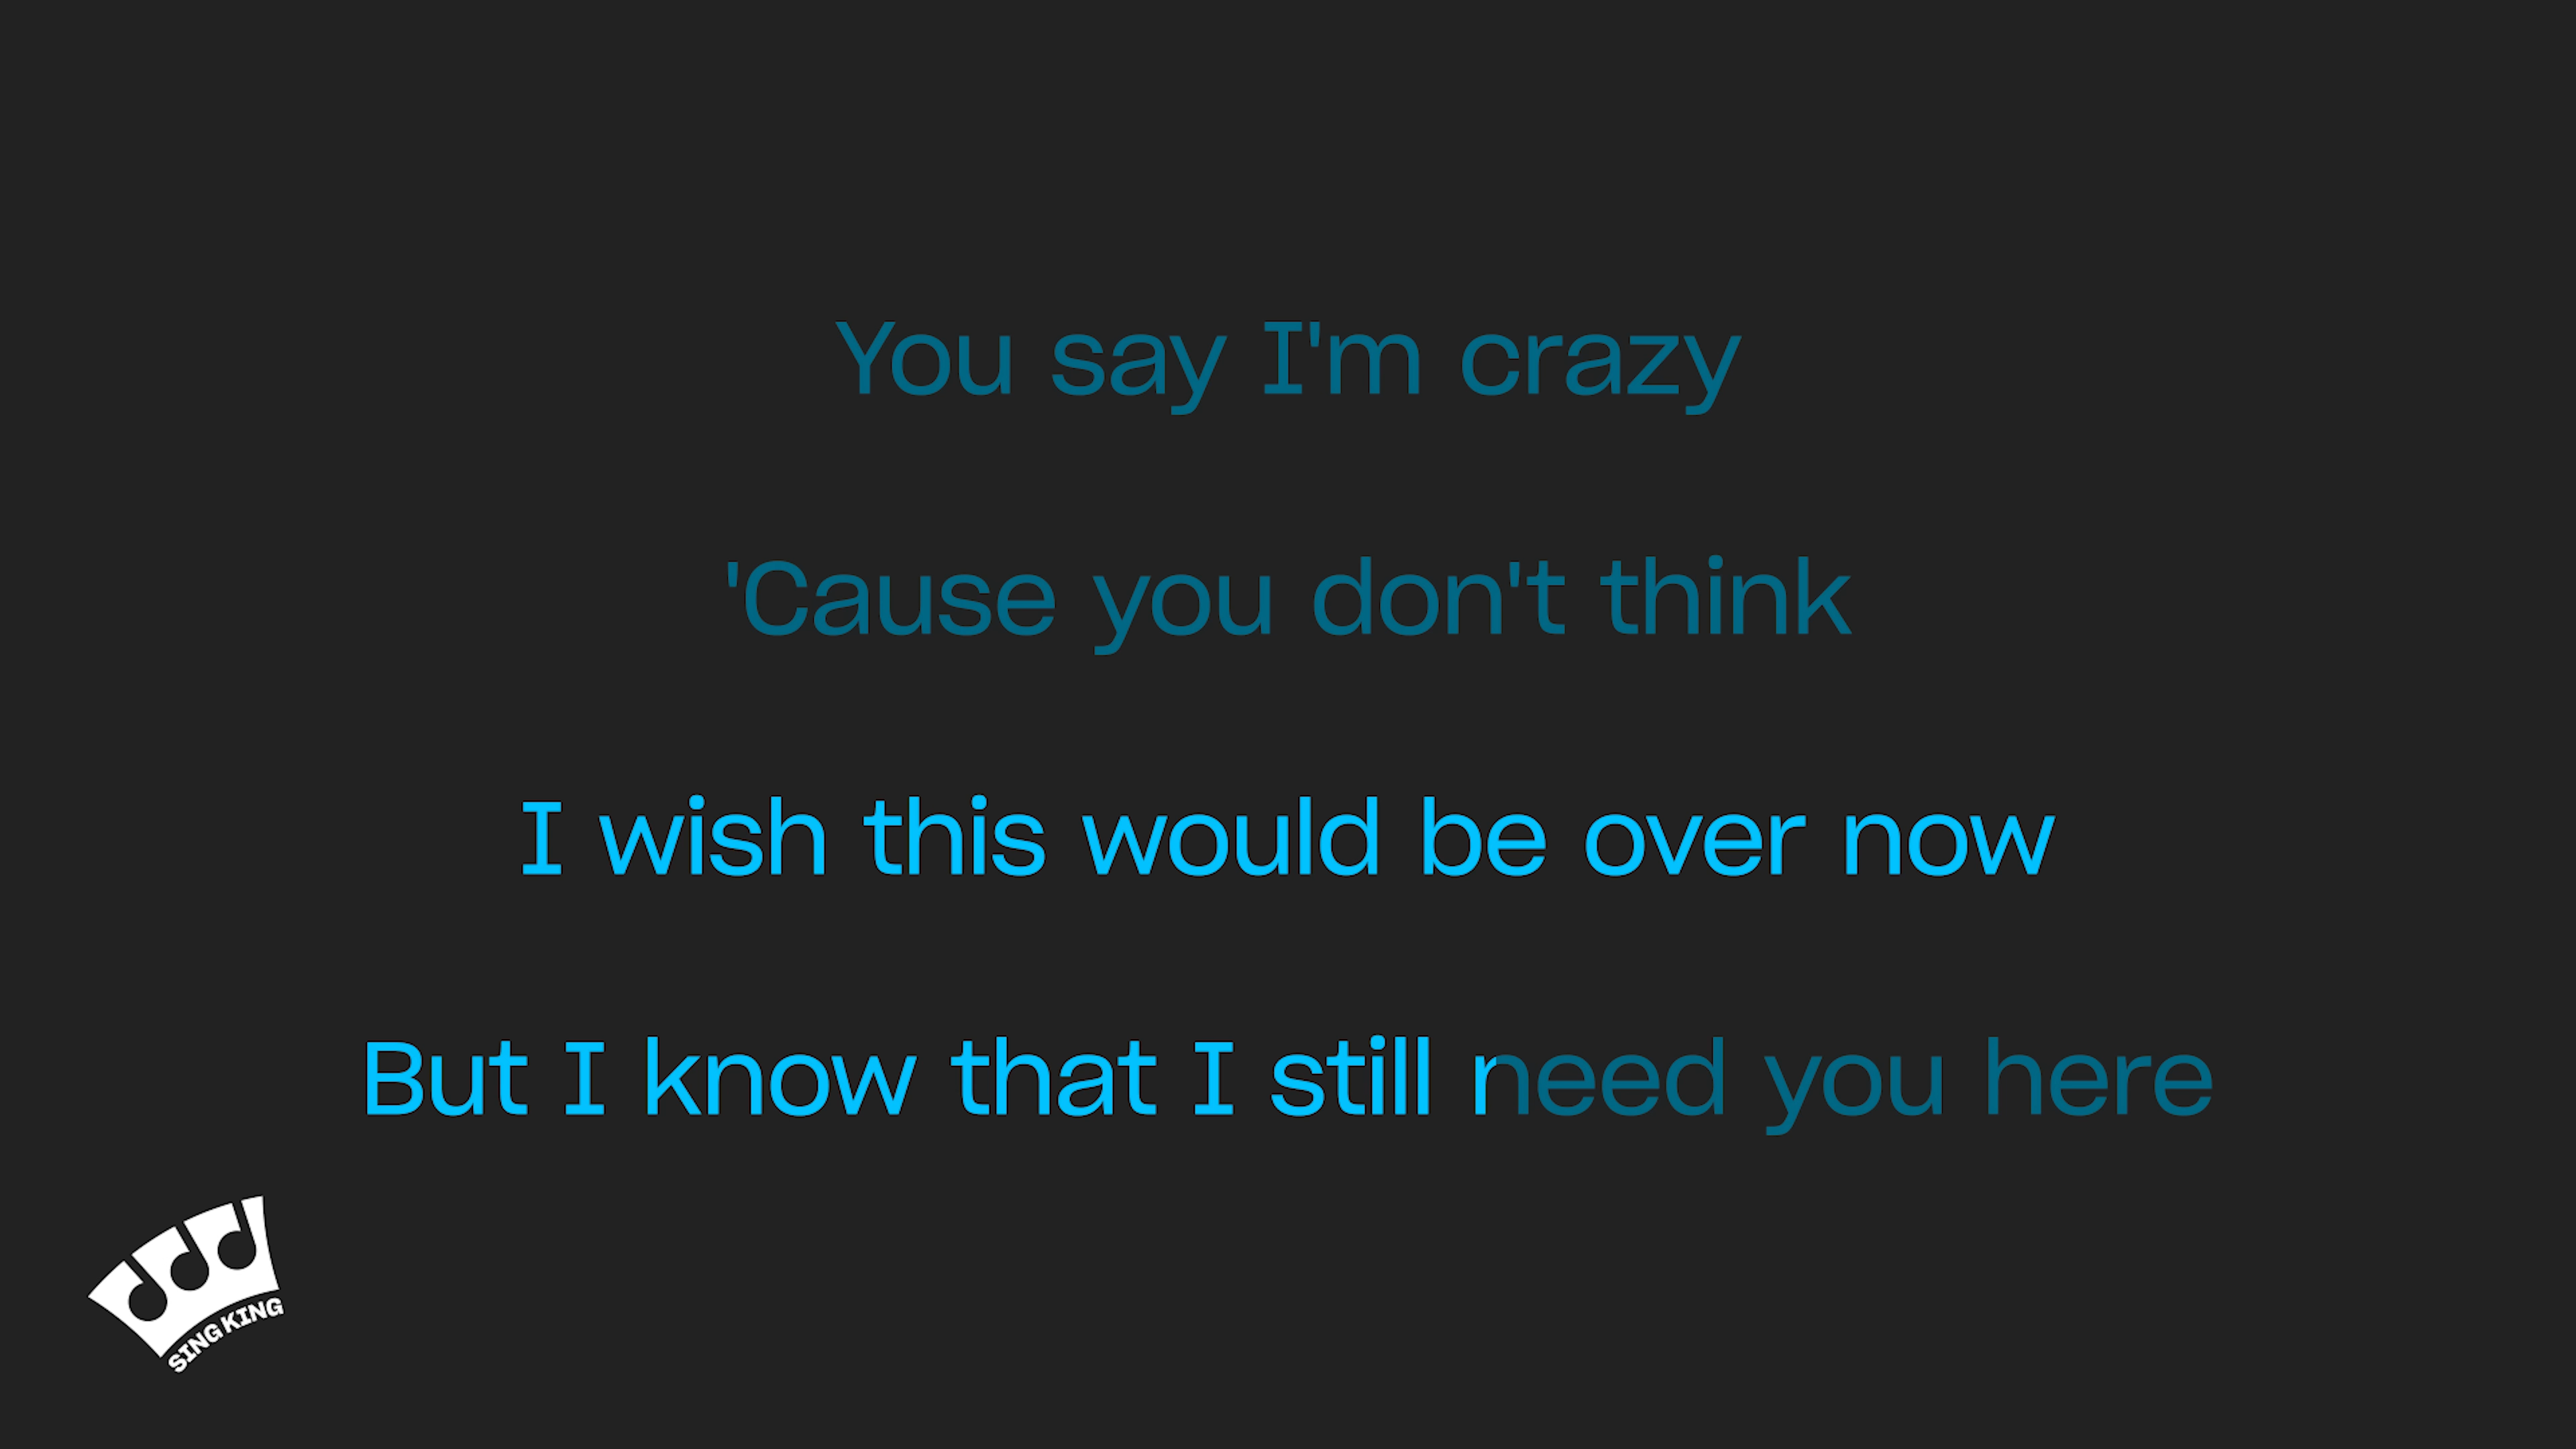 You say I'm crazy
'Cause you don't think
I wish this would be over now
But I know that I still need you here
SING KING